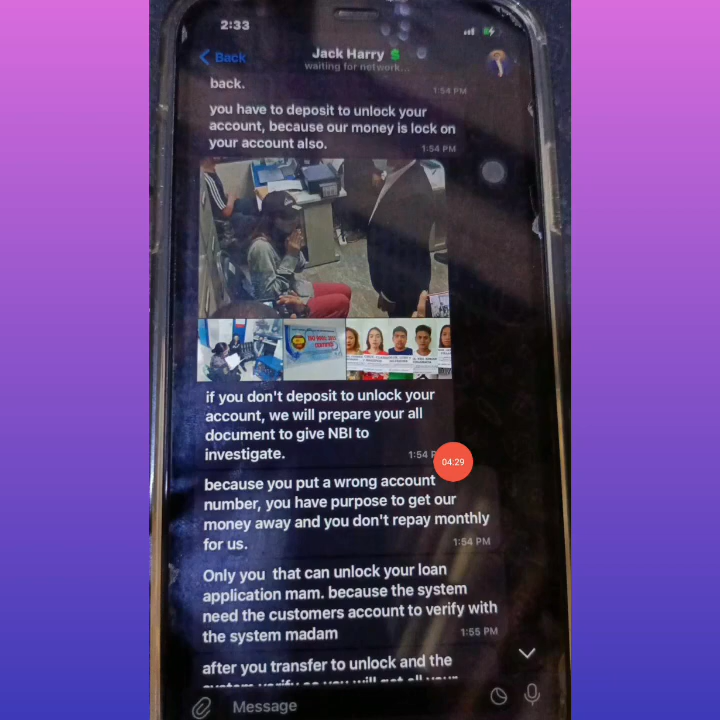 2:33
Back
Jack Harry
waiting for network...
back.
1:54 PM
you have to deposit to unlock your
account, because our money is lock on
your account also.
1:54 PM
if you don't deposit to unlock your
account, we will prepare your all
document to give NBI to
investigate.
1:54 P
04:29
because you put a wrong account
number, you have purpose to get our
money away and you don't repay monthly
for us.
1:54 PM
Only you that can unlock your loan
application mam. because the system
need the customers account to verify with
the system madam
1:55 PM
after you transfer to unlock and the
Message